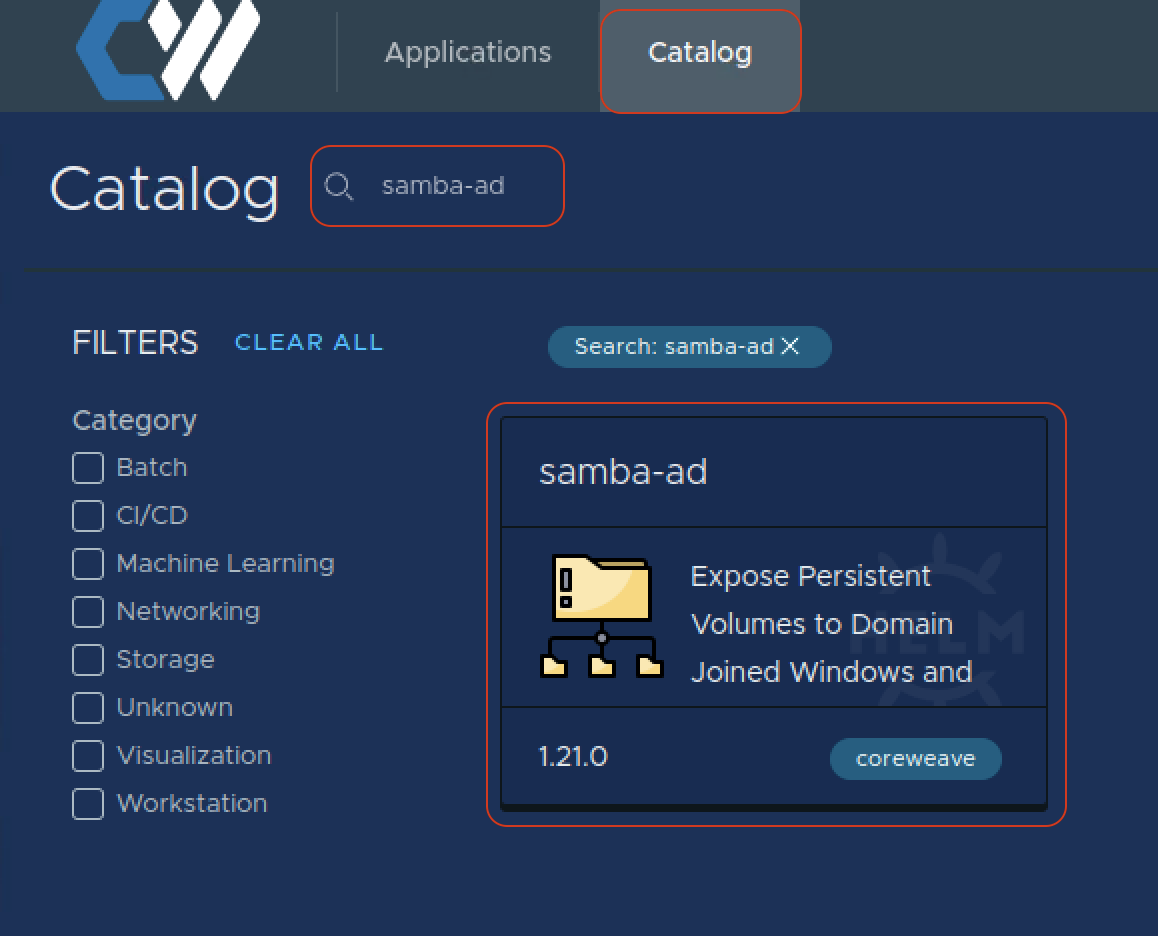 Applications
Catalog
Catalog
samba-ad
FILTERS
CLEAR ALL
Search: samba-ad
Category
Batch
CI/CD
Machine Learning
Networking
Storage
Unknown
Visualization
Workstation
samba-ad
Expose Persistent
Volumes to Domain
Joined Windows and
HELM
1.21.0
coreweave